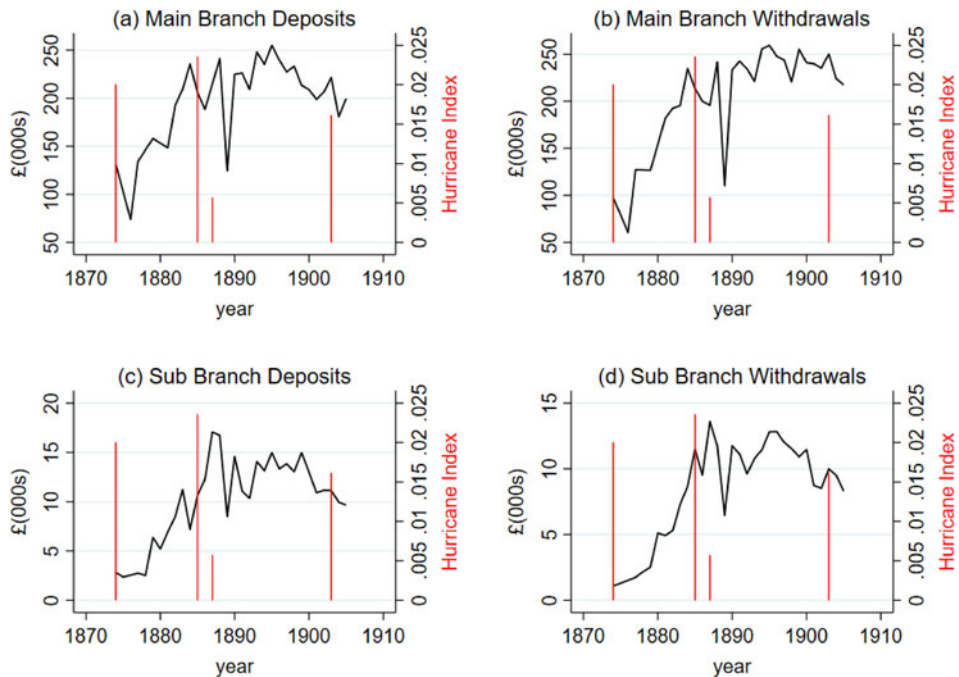 (a) Main Branch Deposits
£(000s)
250
200
150
100
50
.025
.02
.015
.01
.005
0
Hurricane Index
1870 1880 1890 1900 1910
year
(b) Main Branch Withdrawals
£(000s)
250
200
150
100
50
.025
.02
.015
.01
.005
0
Hurricane Index
1870 1880 1890 1900 1910
year
(c) Sub Branch Deposits
£(000s)
20
15
10
5
0
.025
.02
.015
.01
.005
0
Hurricane Index
1870 1880 1890 1900 1910
year
(d) Sub Branch Withdrawals
£(000s)
15
10
5
0
.025
.02
.015
.01
.005
0
Hurricane Index
1870 1880 1890 1900 1910
year